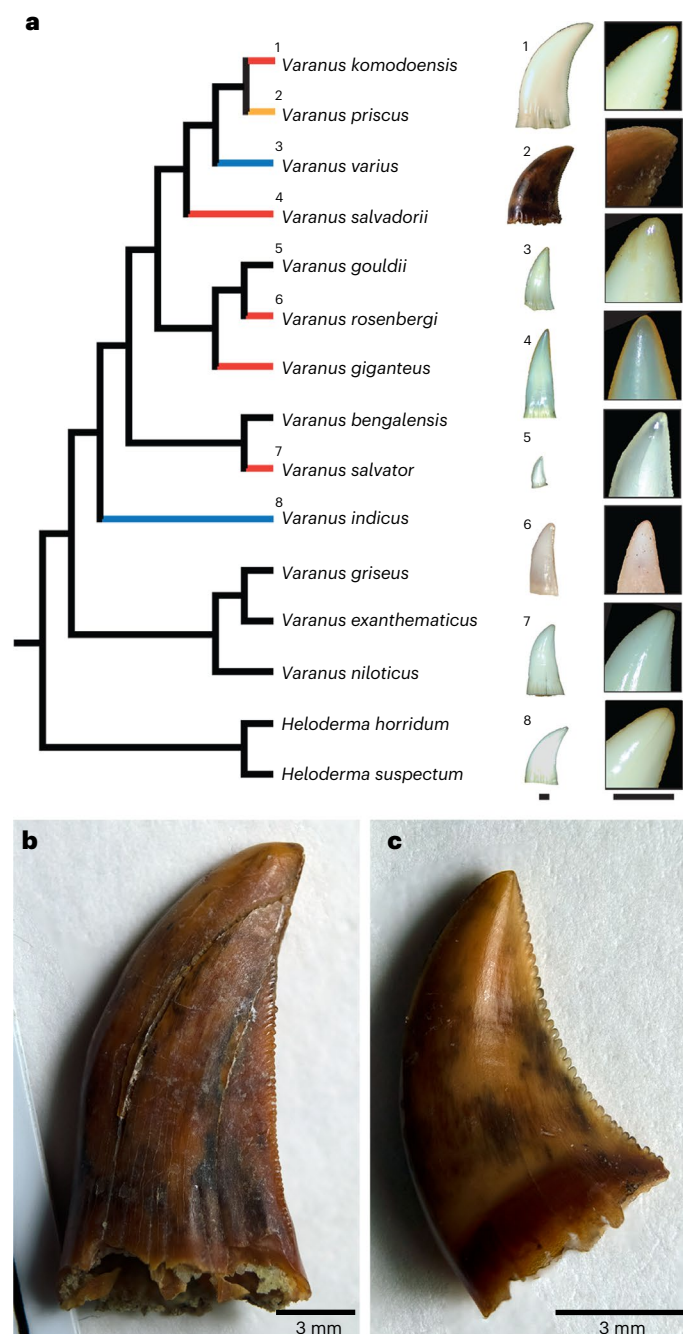 a
1
Varanus komodoensis
2
Varanus priscus
3
Varanus varius
4
Varanus salvadorii
5
Varanus gouldii
6
Varanus rosenbergi
Varanus giganteus
Varanus bengalensis
7
Varanus salvator
8
Varanus indicus
Varanus griseus
Varanus exanthematicus
Varanus niloticus
Heloderma horridum
Heloderma suspectum
1
2
3
4
5
6
7
8
b
3 mm
c
3 mm